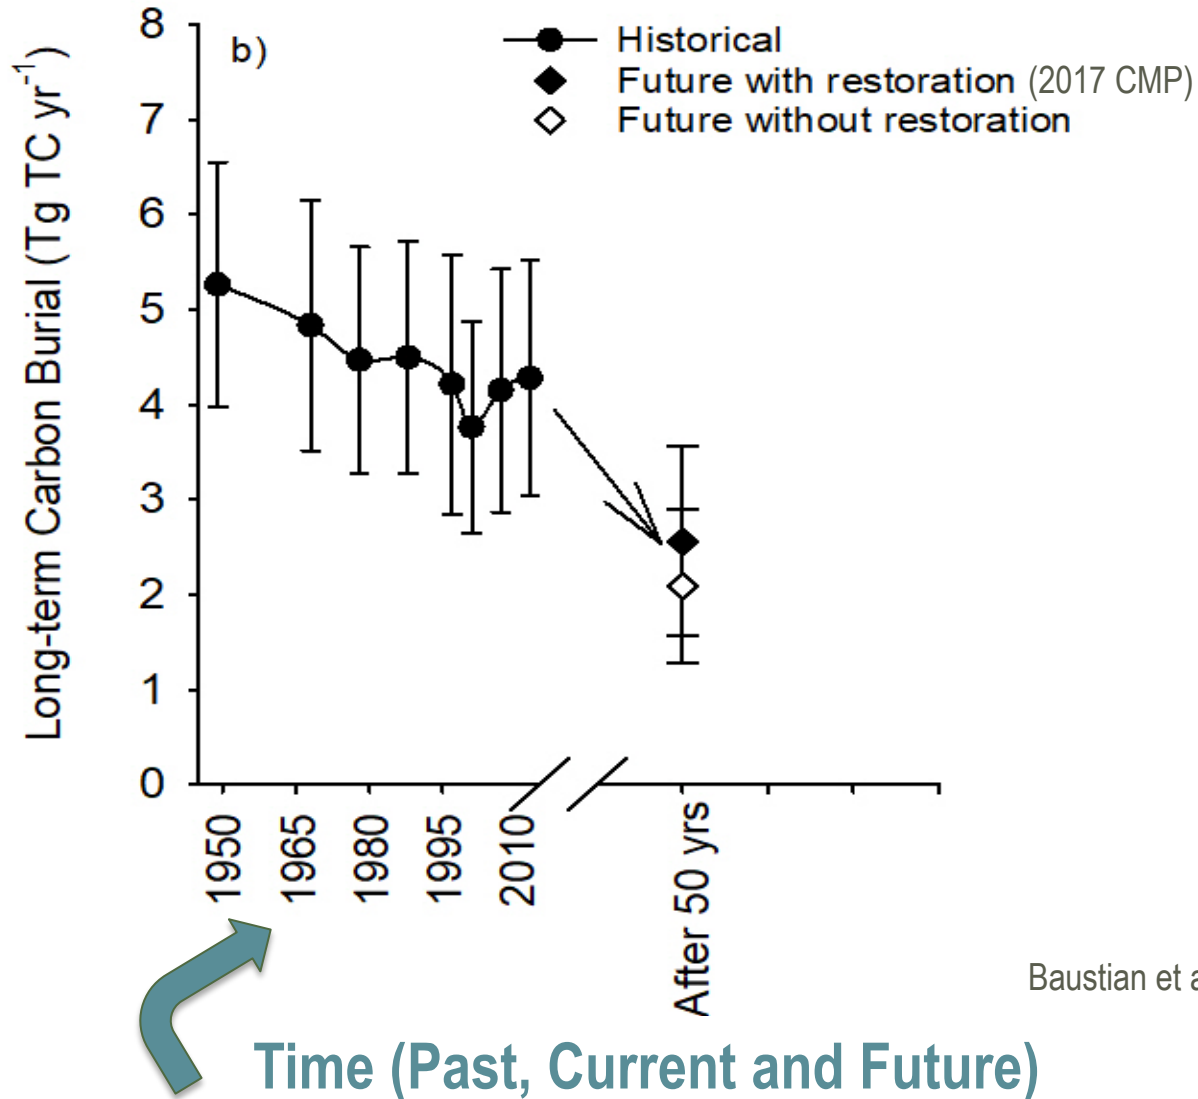 8
7
6
5
4
3
2
1
0
Long-term Carbon Burial (Tg TC yr⁻¹)
b)
Historical
Future with restoration (2017 CMP)
Future without restoration
1950
1965
1980
1995
2010
After 50 yrs
Baustian et
Time (Past, Current and Future)